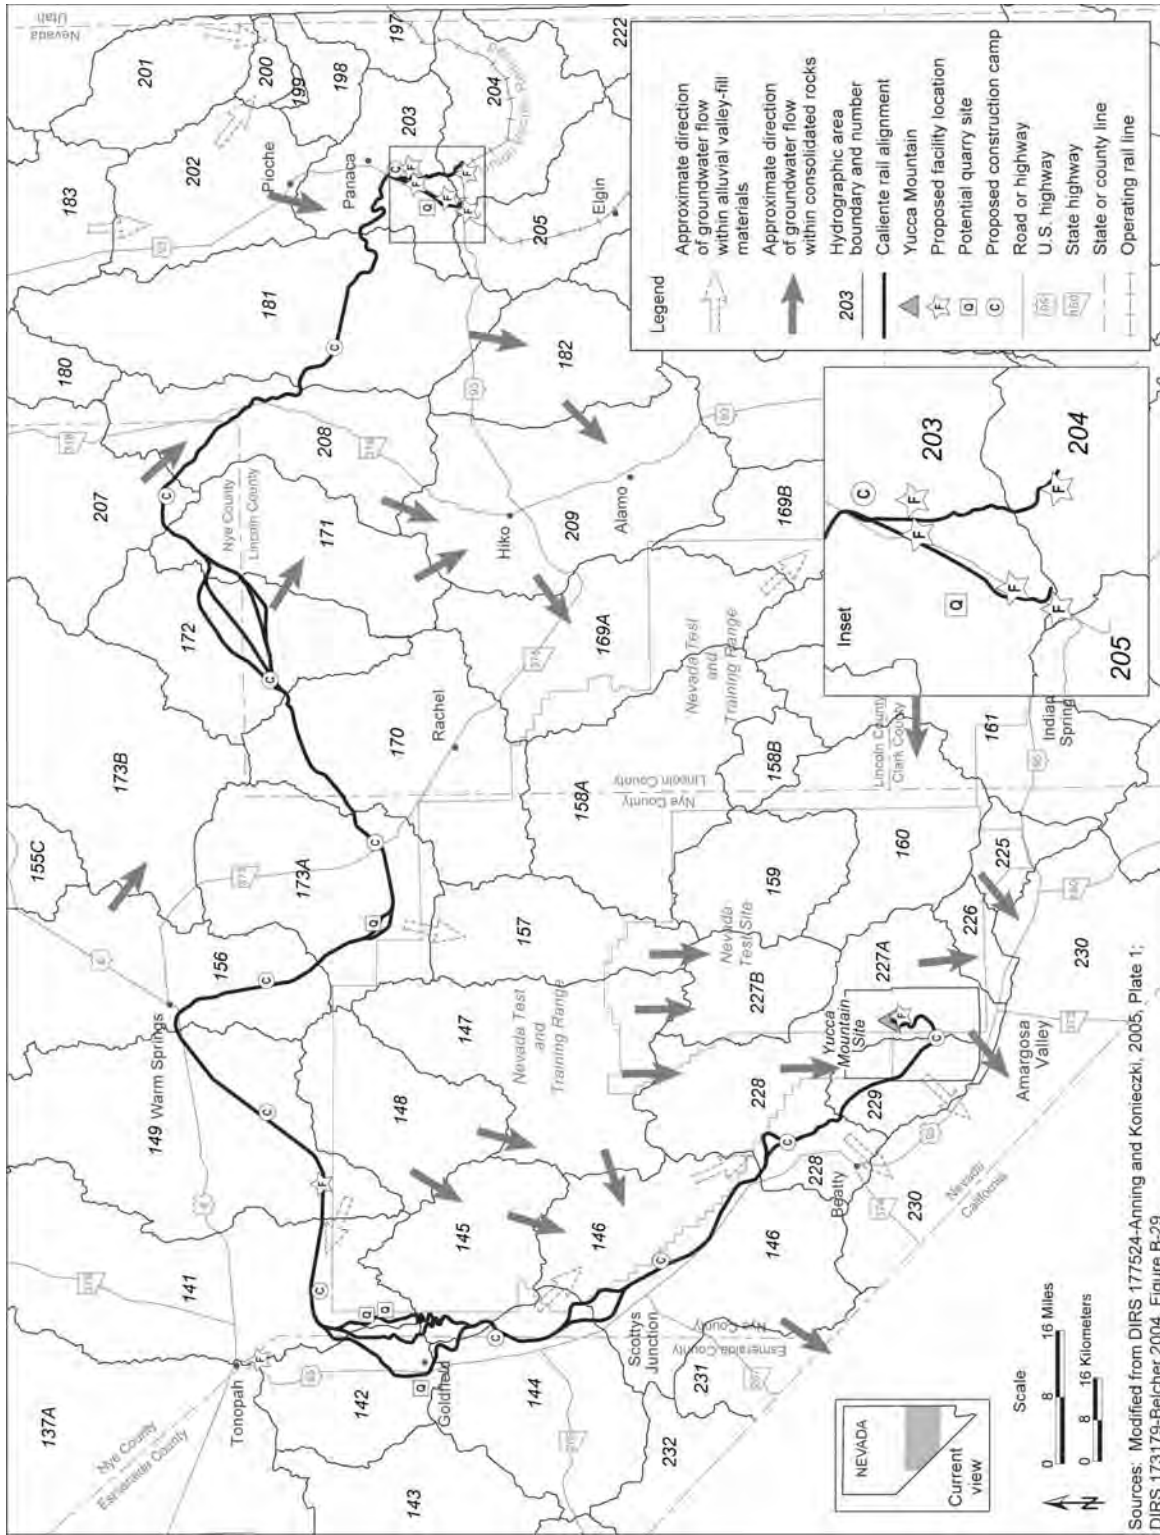 Nevada
Utah
201
200
199
198
197
183
202
Pioche
Panaca
203
204
222
205
Elgin
180
181
182
207
208
Nye County
Lincoln County
171
Hiko
209
Alamo
169B
172
169A
173B
170
Rachel
Nevada Test
and
Training Range
158A
158B
Lincoln County
Nye County
Lincoln County
Clark County
161
Indian
Spring
155C
173A
156
157
159
160
225
226
Nevada
Test Site
227B
227A
230
149
Warm Springs
147
148
Nevada Test
and
Training Range
228
Yucca
Mountain
Site
229
Amargosa
Valley
141
145
146
146
228
Beatty
230
Nevada
California
137A
Tonopah
Nye County
Esmeralda County
142
Goldfield
144
143
Scottys
Junction
Nye County
Esmeralda County
231
232
Legend
Approximate direction
of groundwater flow
within alluvial valley-fill
materials
Approximate direction
of groundwater flow
within consolidated rocks
203 Hydrographic area
boundary and number
Caliente rail alignment
Yucca Mountain
F Proposed facility location
Q Potential quarry site
C Proposed construction camp
Road or highway
U.S. highway
State highway
State or county line
Operating rail line
Inset
203
204
205
C
F
F
F
F
F
Q
NEVADA
Current
view
Scale
0 8 16 Miles
0 8 16 Kilometers
N
Sources: Modified from DIRS 177524-Anning and Konieczki, 2005, Plate 1;
DIRS 173179-Belcher 2004, Figure B-29